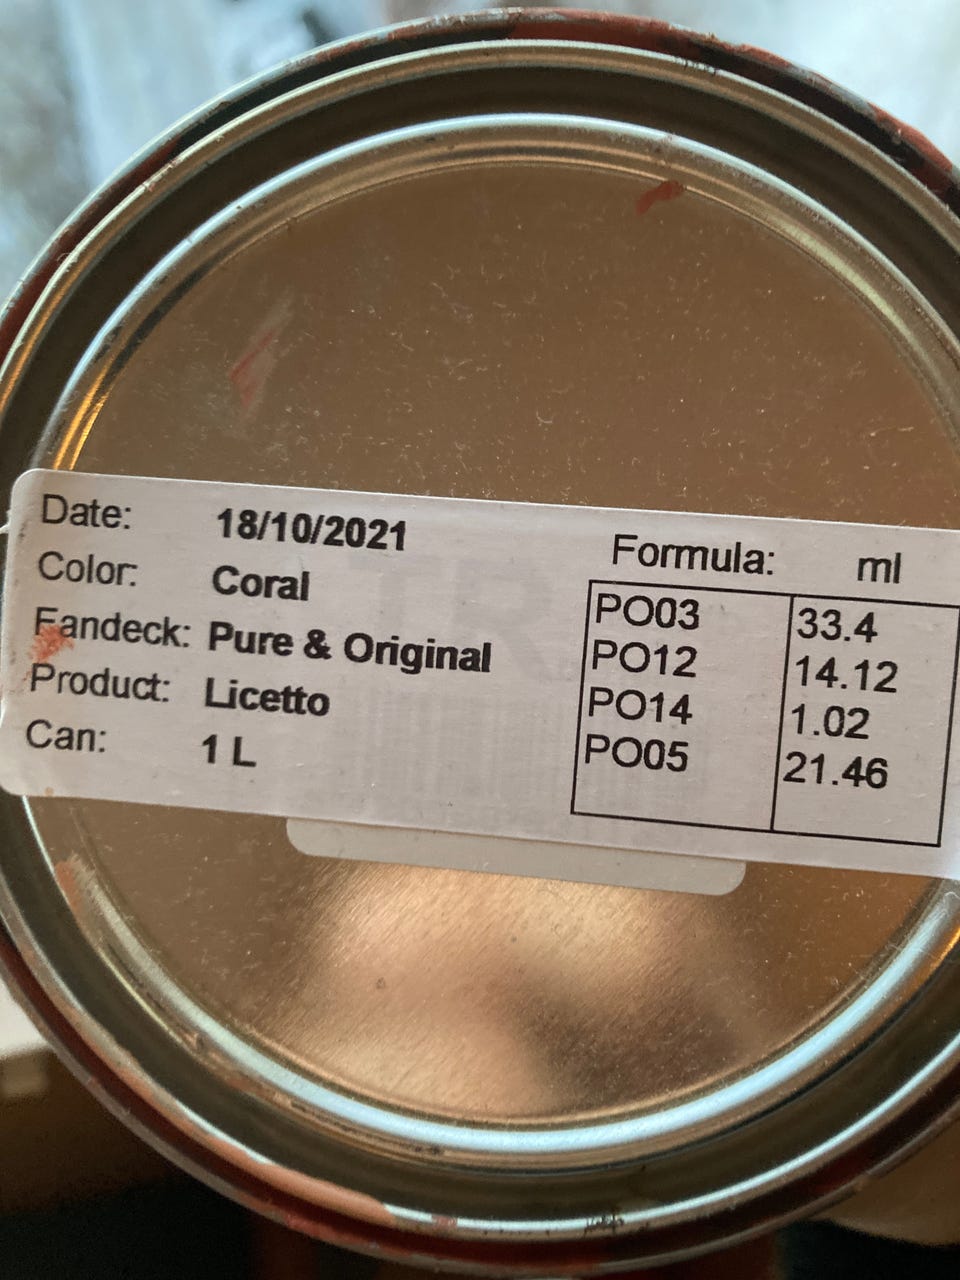 Date: 18/10/2021
Color: Coral
Fandeck: Pure & Original
Product: Licetto
Can: 1 L
Formula: ml
PO03 33.4
PO12 14.12
PO14 1.02
PO05 21.46